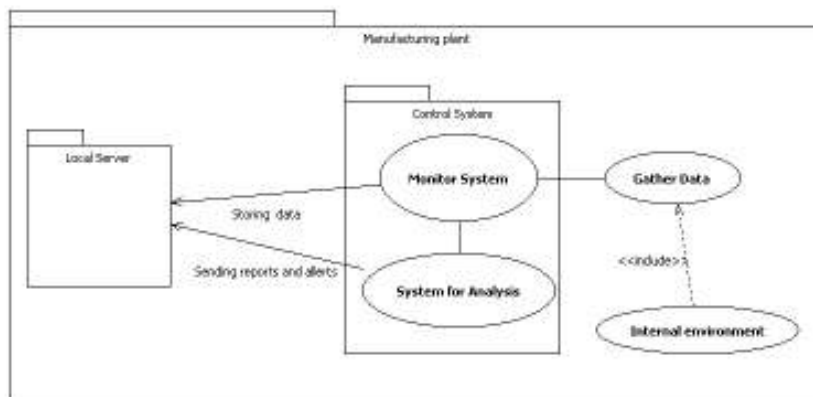 Manufacturing plant
Control System
Local Server
Monitor System
Gather Data
Storing data
<<include>>
Sending reports and allerts
System for Analysis
Internal environment